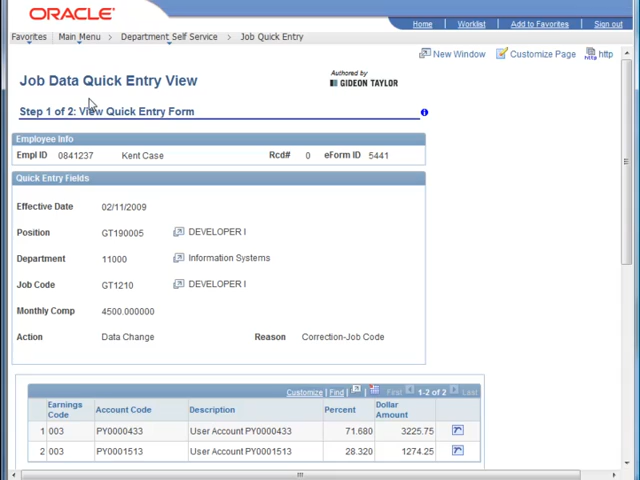 ORACLE
Home Worklist Add to Favorites Sign out
Favorites Main Menu > Department Self Service > Job Quick Entry
New Window Customize Page http
Job Data Quick Entry View
Authored by
GIDEON TAYLOR
Step 1 of 2: View Quick Entry Form
Employee Info
Empl ID 0841237 Kent Case Rcd# 0 eForm ID 5441
Quick Entry Fields
Effective Date 02/11/2009
Position GT190005 DEVELOPER I
Department 11000 Information Systems
Job Code GT1210 DEVELOPER I
Monthly Comp 4500.000000
Action Data Change Reason Correction-Job Code
Customize | Find | First 1-2 of 2 Last
Earnings Code Account Code Description Percent Dollar Amount
1 003 PY0000433 User Account PY0000433 71.680 3225.75
2 003 PY0001513 User Account PY0001513 28.320 1274.25